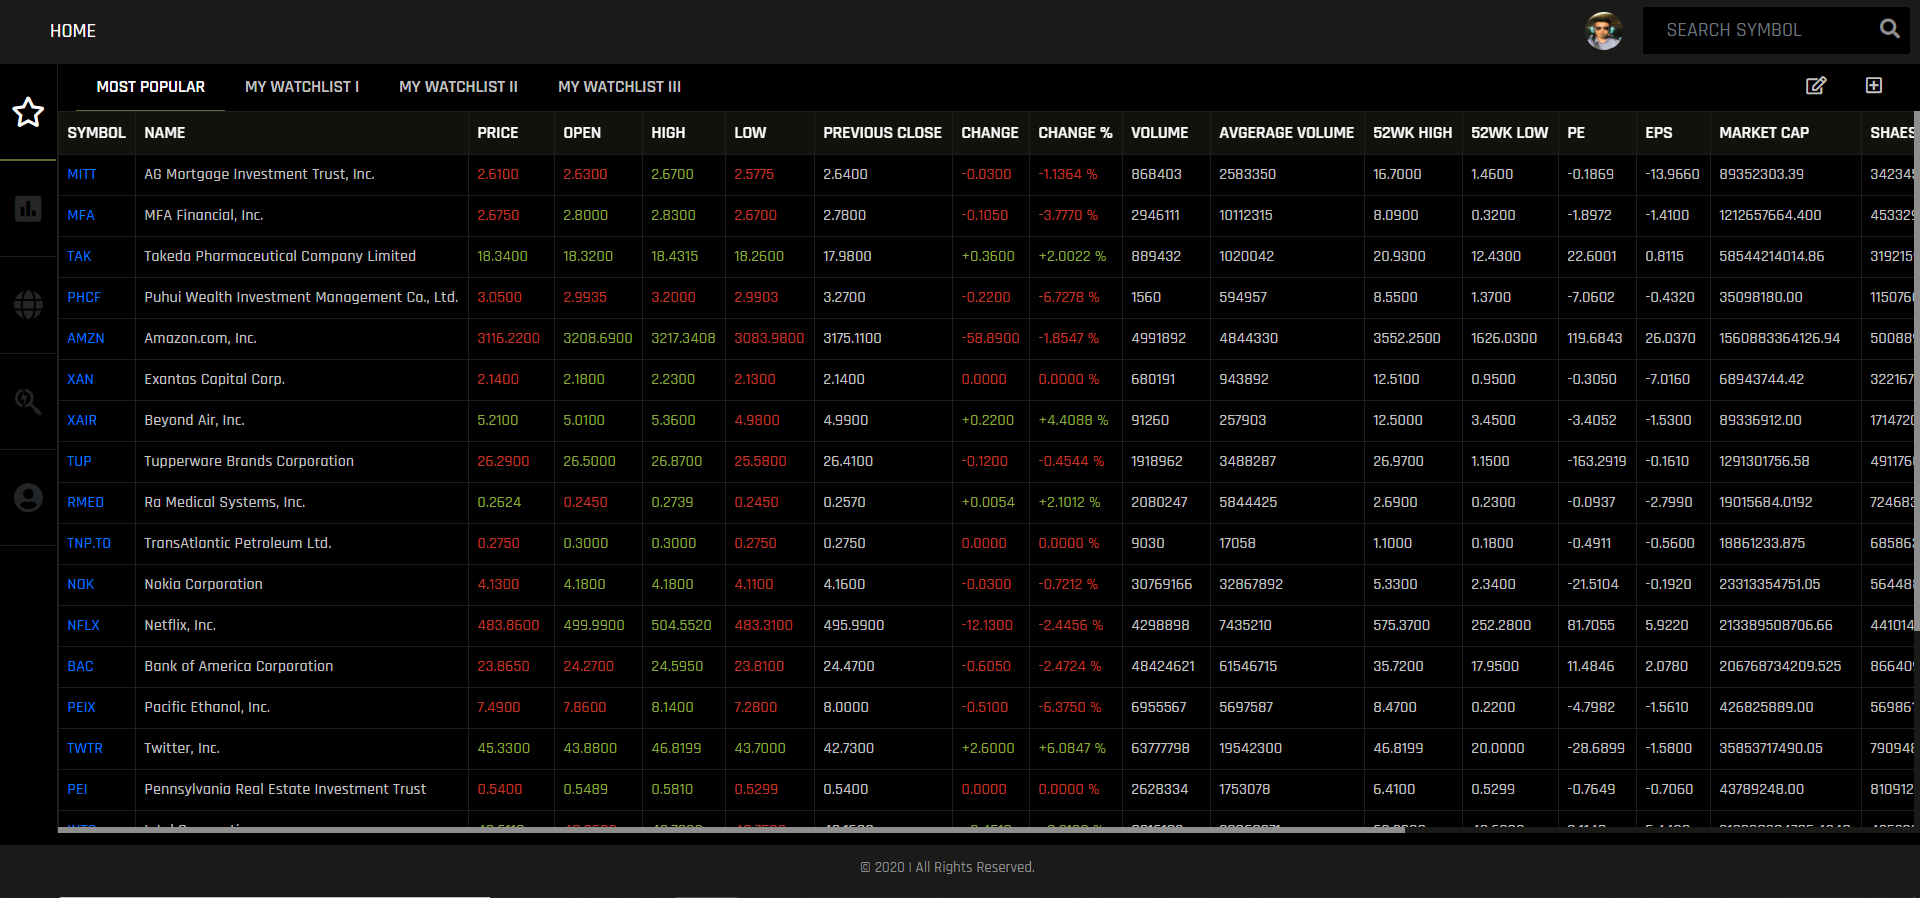 HOME
SEARCH SYMBOL
MOST POPULAR MY WATCHLIST I MY WATCHLIST II MY WATCHLIST III
SYMBOL NAME PRICE OPEN HIGH LOW PREVIOUS CLOSE CHANGE CHANGE % VOLUME AVGERAGE VOLUME 52WK HIGH 52WK LOW PE EPS MARKET CAP SHAES
MITT AG Mortgage Investment Trust, Inc. 2.6100 2.6300 2.6700 2.5775 2.6400 -0.0300 -1.1364 % 868403 2583350 16.7000 1.4600 -0.1869 -13.9660 89352303.39 342345
MFA MFA Financial, Inc. 2.6750 2.8000 2.8300 2.6700 2.7800 -0.1050 -3.7770 % 2946111 10112315 8.0900 0.3200 -1.8972 -1.4100 1212657664.400 453329
TAK Takeda Pharmaceutical Company Limited 18.3400 18.3200 18.4315 18.2600 17.9800 +0.3600 +2.0022 % 889432 1020042 20.9300 12.4300 22.6001 0.8115 58544214014.86 319215
PHCF Puhui Wealth Investment Management Co., Ltd. 3.0500 2.9935 3.2000 2.9903 3.2700 -0.2200 -6.7278 % 1560 594957 8.5500 1.3700 -7.0602 -0.4320 35098180.00 115076
AMZN Amazon.com, Inc. 3116.2200 3208.6900 3217.3408 3083.9800 3175.1100 -58.8900 -1.8547 % 4991892 4844330 3552.2500 1626.0300 119.6843 26.0370 1560883364126.94 50088
XAN Exantas Capital Corp. 2.1400 2.1800 2.2300 2.1300 2.1400 0.0000 0.0000 % 680191 943892 12.5100 0.9500 -0.3050 -7.0160 68943744.42 322167
XAIR Beyond Air, Inc. 5.2100 5.0100 5.3600 4.9800 4.9900 +0.2200 +4.4088 % 91260 257903 12.5000 3.4500 -3.4052 -1.5300 89336912.00 171472
TUP Tupperware Brands Corporation 26.2900 26.5000 26.8700 25.5800 26.4100 -0.1200 -0.4544 % 1918962 3488287 26.9700 1.1500 -163.2919 -0.1610 1291301756.58 491176
RMED Ra Medical Systems, Inc. 0.2624 0.2450 0.2739 0.2450 0.2570 +0.0054 +2.1012 % 2080247 5844425 2.6900 0.2300 -0.0937 -2.7990 19015684.0192 724683
TNP.TO TransAtlantic Petroleum Ltd. 0.2750 0.3000 0.3000 0.2750 0.2750 0.0000 0.0000 % 9030 17058 1.1000 0.1800 -0.4911 -0.5600 18861233.875 68586
NOK Nokia Corporation 4.1300 4.1800 4.1800 4.1100 4.1600 -0.0300 -0.7212 % 30769166 32867892 5.3300 2.3400 -21.5104 -0.1920 23313354751.05 56448
NFLX Netflix, Inc. 483.8600 499.9900 504.5520 483.3100 495.9900 -12.1300 -2.4456 % 4298898 7435210 575.3700 252.2800 81.7055 5.9220 213389508706.66 441014
BAC Bank of America Corporation 23.8650 24.2700 24.5950 23.8100 24.4700 -0.6050 -2.4724 % 48424621 61546715 35.7200 17.9500 11.4846 2.0780 206768734209.525 86640
PEIX Pacific Ethanol, Inc. 7.4900 7.8600 8.1400 7.2800 8.0000 -0.5100 -6.3750 % 6955567 5697587 8.4700 0.2200 -4.7982 -1.5610 426825889.00 56986
TWTR Twitter, Inc. 45.3300 43.8800 46.8199 43.7000 42.7300 +2.6000 +6.0847 % 63777798 19542300 46.8199 20.0000 -28.6899 -1.5800 35853717490.05 79094
PEI Pennsylvania Real Estate Investment Trust 0.5400 0.5489 0.5810 0.5299 0.5400 0.0000 0.0000 % 2628334 1753078 6.4100 0.5299 -0.7649 -0.7060 43789248.00 810912
© 2020 | All Rights Reserved.